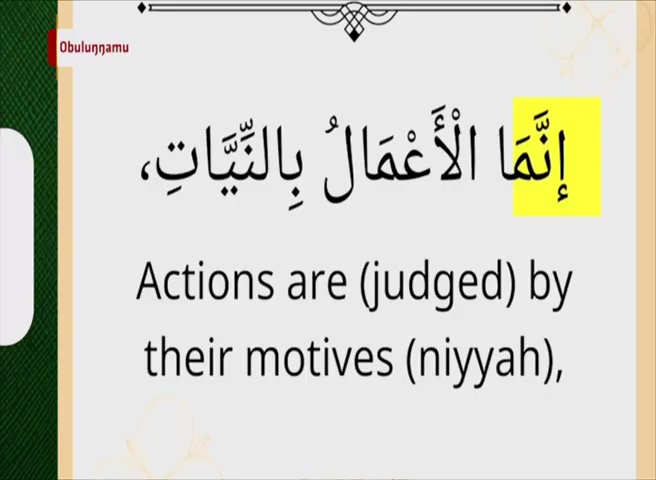 Obuluŋŋamu
إِنَّمَا الْأَعْمَالُ بِالنِّيَّاتِ،
Actions are (judged) by
their motives (niyyah),